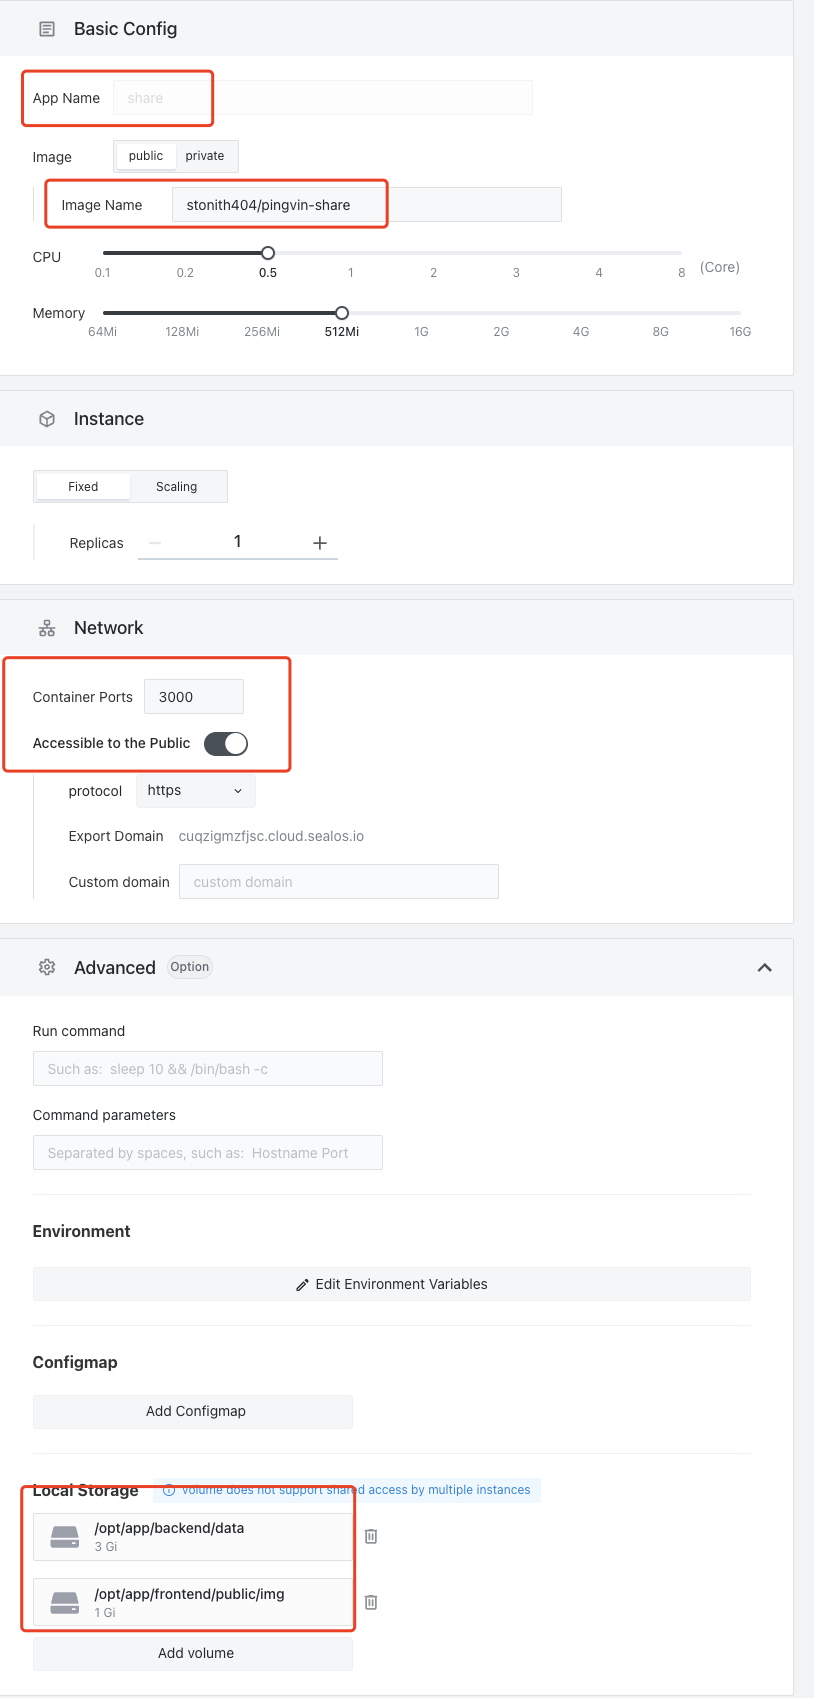 Basic Config
App Name share
Image public private
Image Name stonith404/pingvin-share
CPU
0.1 0.2 0.5 1 2 3 4 8 (Core)
Memory
64Mi 128Mi 256Mi 512Mi 1G 2G 4G 8G 16G
Instance
Fixed Scaling
Replicas 1
Network
Container Ports 3000
Accessible to the Public
protocol https
Export Domain cuqzigmzfjsc.cloud.sealos.io
Custom domain custom domain
Advanced Option
Run command
Such as: sleep 10 && /bin/bash -c
Command parameters
Separated by spaces, such as: Hostname Port
Environment
Edit Environment Variables
Configmap
Add Configmap
Local Storage volume does not support shared access by multiple instances
/opt/app/backend/data
3 Gi
/opt/app/frontend/public/img
1 Gi
Add volume